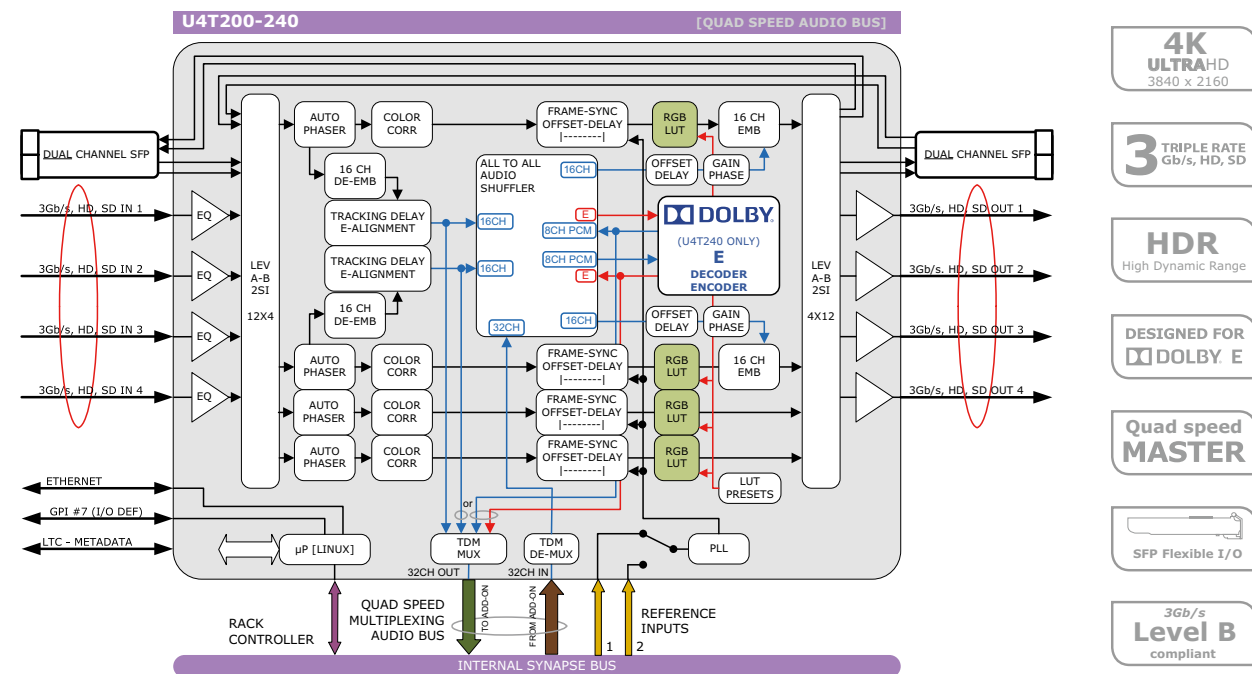 U4T200-240
[QUAD SPEED AUDIO BUS]
DUAL CHANNEL SFP
3Gb/s, HD, SD IN 1
3Gb/s, HD, SD IN 2
3Gb/s, HD, SD IN 3
3Gb/s, HD, SD IN 4
EQ
EQ
EQ
EQ
LEV
A-B
2SI
12X4
AUTO
PHASER
COLOR
CORR
16 CH
DE-EMB
TRACKING DELAY
E-ALIGNMENT
TRACKING DELAY
E-ALIGNMENT
16 CH
DE-EMB
AUTO
PHASER
COLOR
CORR
AUTO
PHASER
COLOR
CORR
AUTO
PHASER
COLOR
CORR
ALL TO ALL
AUDIO
SHUFFLER
16CH
16CH
16CH
E
8CH PCM
8CH PCM
E
16CH
32CH
FRAME-SYNC
OFFSET-DELAY
|--------|
RGB
LUT
16 CH
EMB
OFFSET
DELAY
GAIN
PHASE
DOLBY
(U4T240 ONLY)
E
DECODER
ENCODER
OFFSET
DELAY
GAIN
PHASE
FRAME-SYNC
OFFSET-DELAY
|--------|
RGB
LUT
16 CH
EMB
FRAME-SYNC
OFFSET-DELAY
|--------|
RGB
LUT
FRAME-SYNC
OFFSET-DELAY
|--------|
RGB
LUT
LUT
PRESETS
LEV
A-B
2SI
4X12
DUAL CHANNEL SFP
3Gb/s, HD, SD OUT 1
3Gb/s, HD, SD OUT 2
3Gb/s, HD, SD OUT 3
3Gb/s, HD, SD OUT 4
ETHERNET
GPI #7 (I/O DEF)
LTC - METADATA
µP [LINUX]
or
TDM
MUX
TDM
DE-MUX
PLL
32CH OUT
32CH IN
RACK
CONTROLLER
QUAD SPEED
MULTIPLEXING
AUDIO BUS
TO ADD-ON
FROM ADD-ON
1
2
REFERENCE
INPUTS
INTERNAL SYNAPSE BUS
4K
ULTRAHD
3840 x 2160
3 TRIPLE RATE
Gb/s, HD, SD
HDR
High Dynamic Range
DESIGNED FOR
DOLBY E
Quad speed
MASTER
SFP Flexible I/O
3Gb/s
Level B
compliant